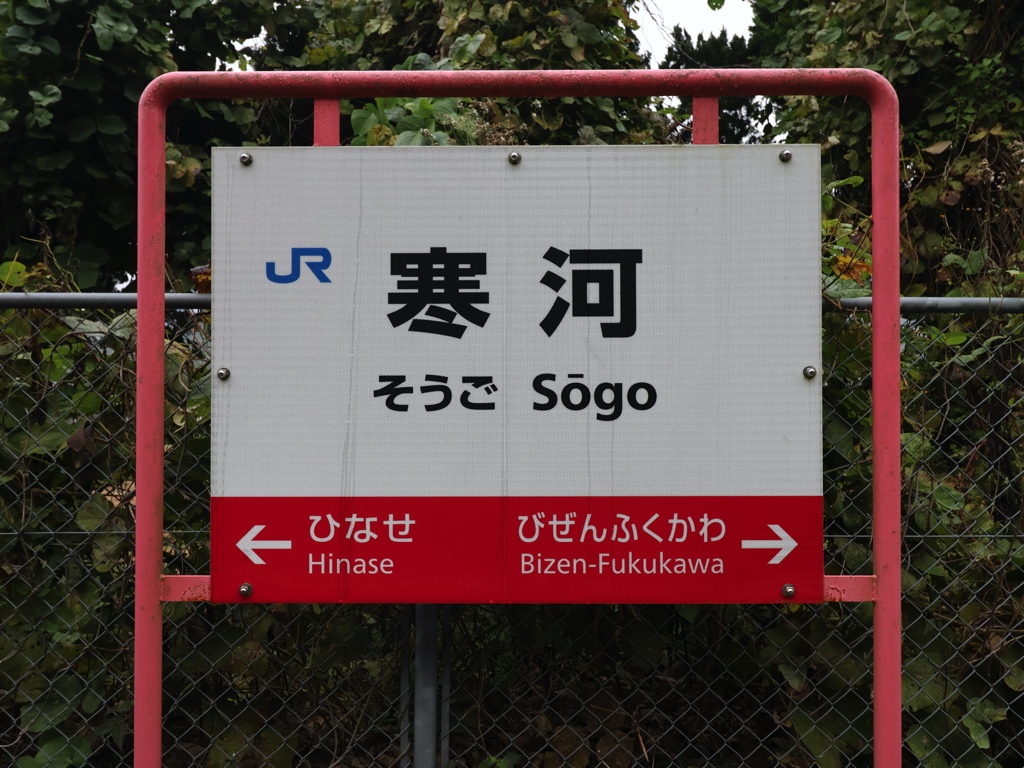 JR
寒河
そうご Sōgo
← ひなせ
Hinase
びぜんふくかわ →
Bizen-Fukukawa